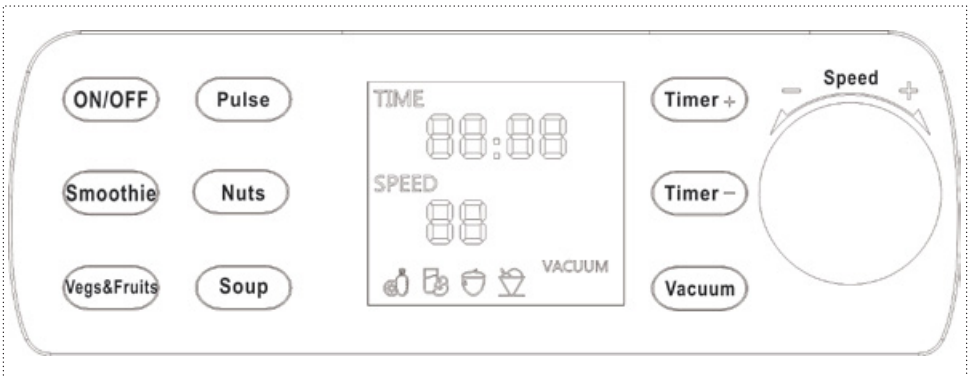 Speed
ON/OFF Pulse TIME Timer + − +
88:88
Smoothie Nuts SPEED Timer −
88
Vegs&Fruits Soup VACUUM Vacuum